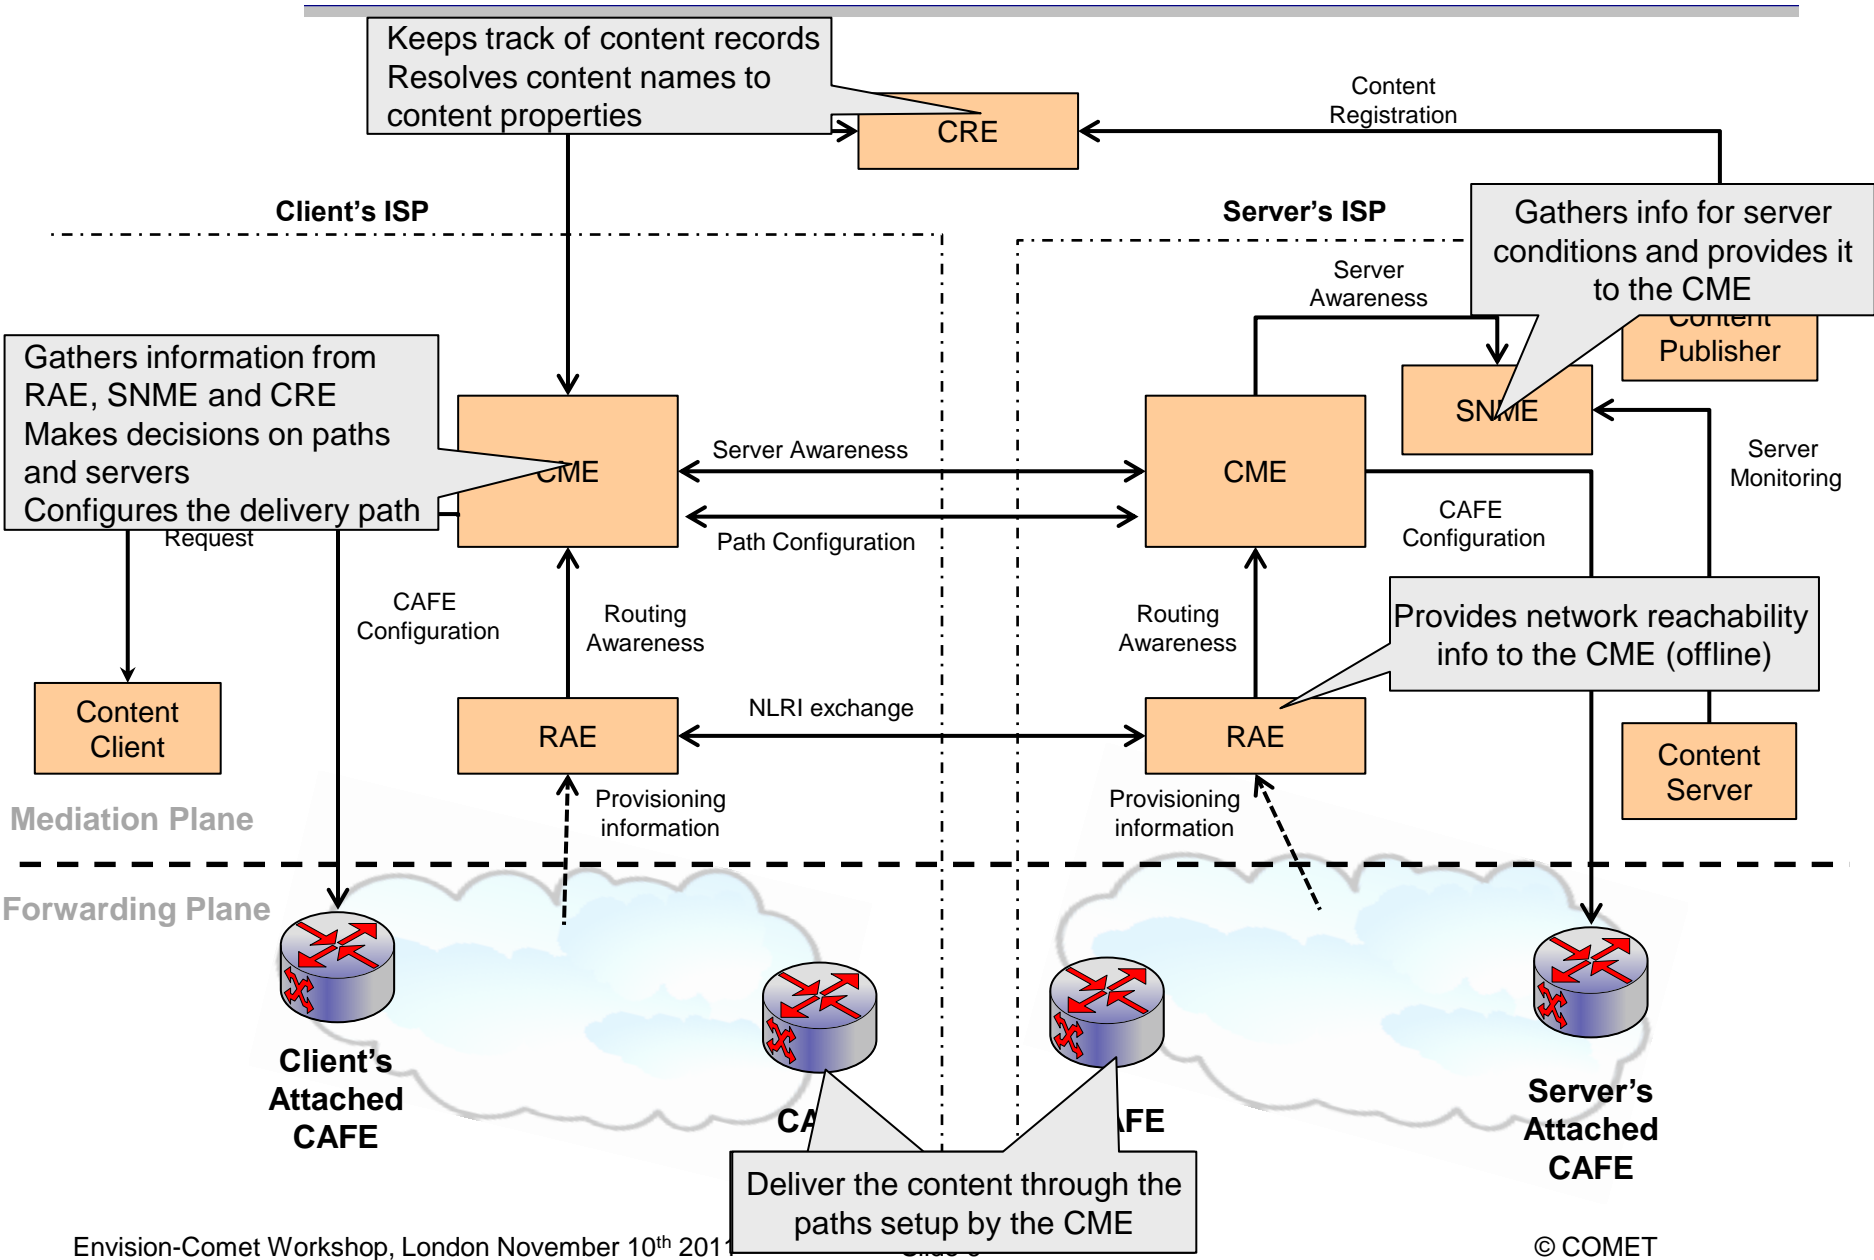 Keeps track of content records
Resolves content names to
content properties
CRE
Content
Registration
Client's ISP
Server's ISP
Gathers info for server
conditions and provides it
to the CME
Server
Awareness
Content
Publisher
Gathers information from
RAE, SNME and CRE
Makes decisions on paths
and servers
Configures the delivery path
CME
Server Awareness
CME
SNME
Server
Monitoring
Request
Path Configuration
CAFE
Configuration
CAFE
Configuration
Routing
Awareness
Routing
Awareness
Provides network reachability
info to the CME (offline)
Content
Client
RAE
NLRI exchange
RAE
Content
Server
Provisioning
information
Provisioning
information
Mediation Plane
Forwarding Plane
Client's
Attached
CAFE
Server's
Attached
CAFE
Deliver the content through the
paths setup by the CME
Envision-Comet Workshop, London November 10th 2011
© COMET